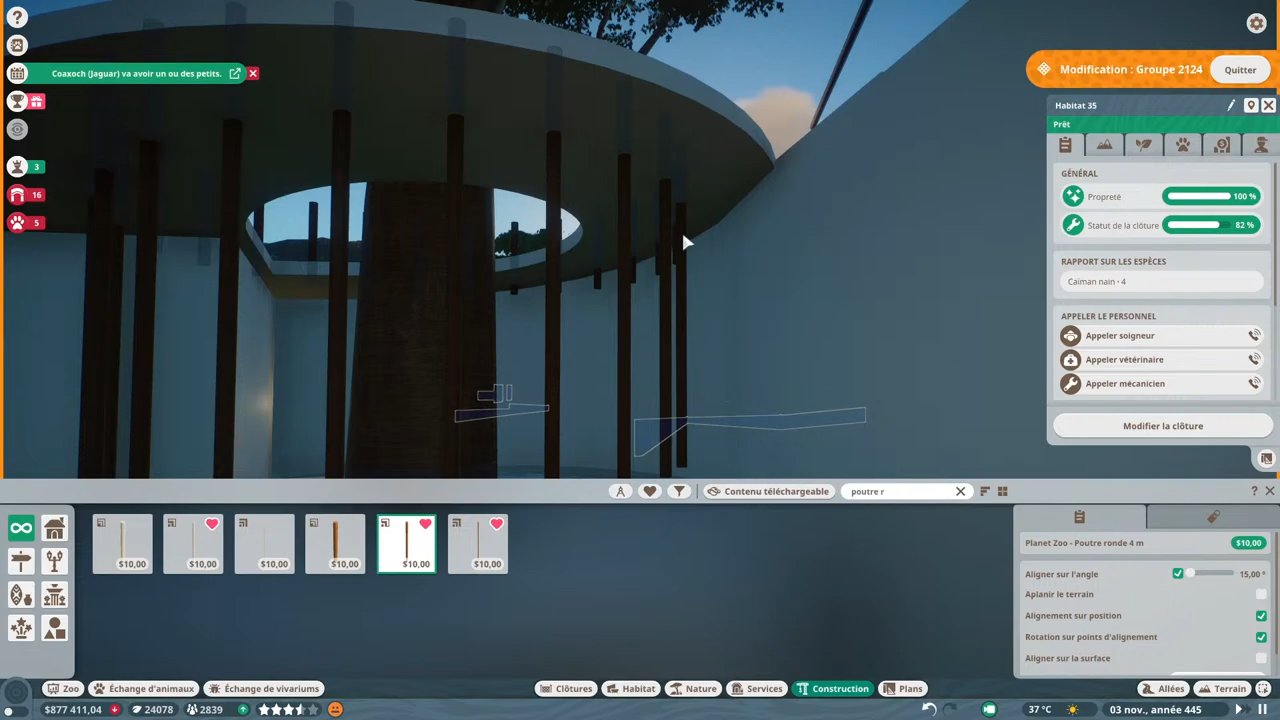 ?
Coaxoch (Jaguar) va avoir un ou des petits.
3
16
5
Modification : Groupe 2124
Quitter
Habitat 35
Prêt
GÉNÉRAL
Propreté
100 %
Statut de la clôture
82 %
RAPPORT SUR LES ESPÈCES
Caïman nain · 4
APPELER LE PERSONNEL
Appeler soigneur
Appeler vétérinaire
Appeler mécanicien
Modifier la clôture
Contenu téléchargeable
poutre r
?
$10,00 $10,00 $10,00 $10,00 $10,00 $10,00
Planet Zoo - Poutre ronde 4 m $10,00
Aligner sur l'angle 15,00 °
Aplanir le terrain
Alignement sur position
Rotation sur points d'alignement
Aligner sur la surface
Zoo Échange d'animaux Échange de vivariums Clôtures Habitat Nature Services Construction Plans Allées Terrain
$877 411,04 24078 2839 37 °C 03 nov., année 445